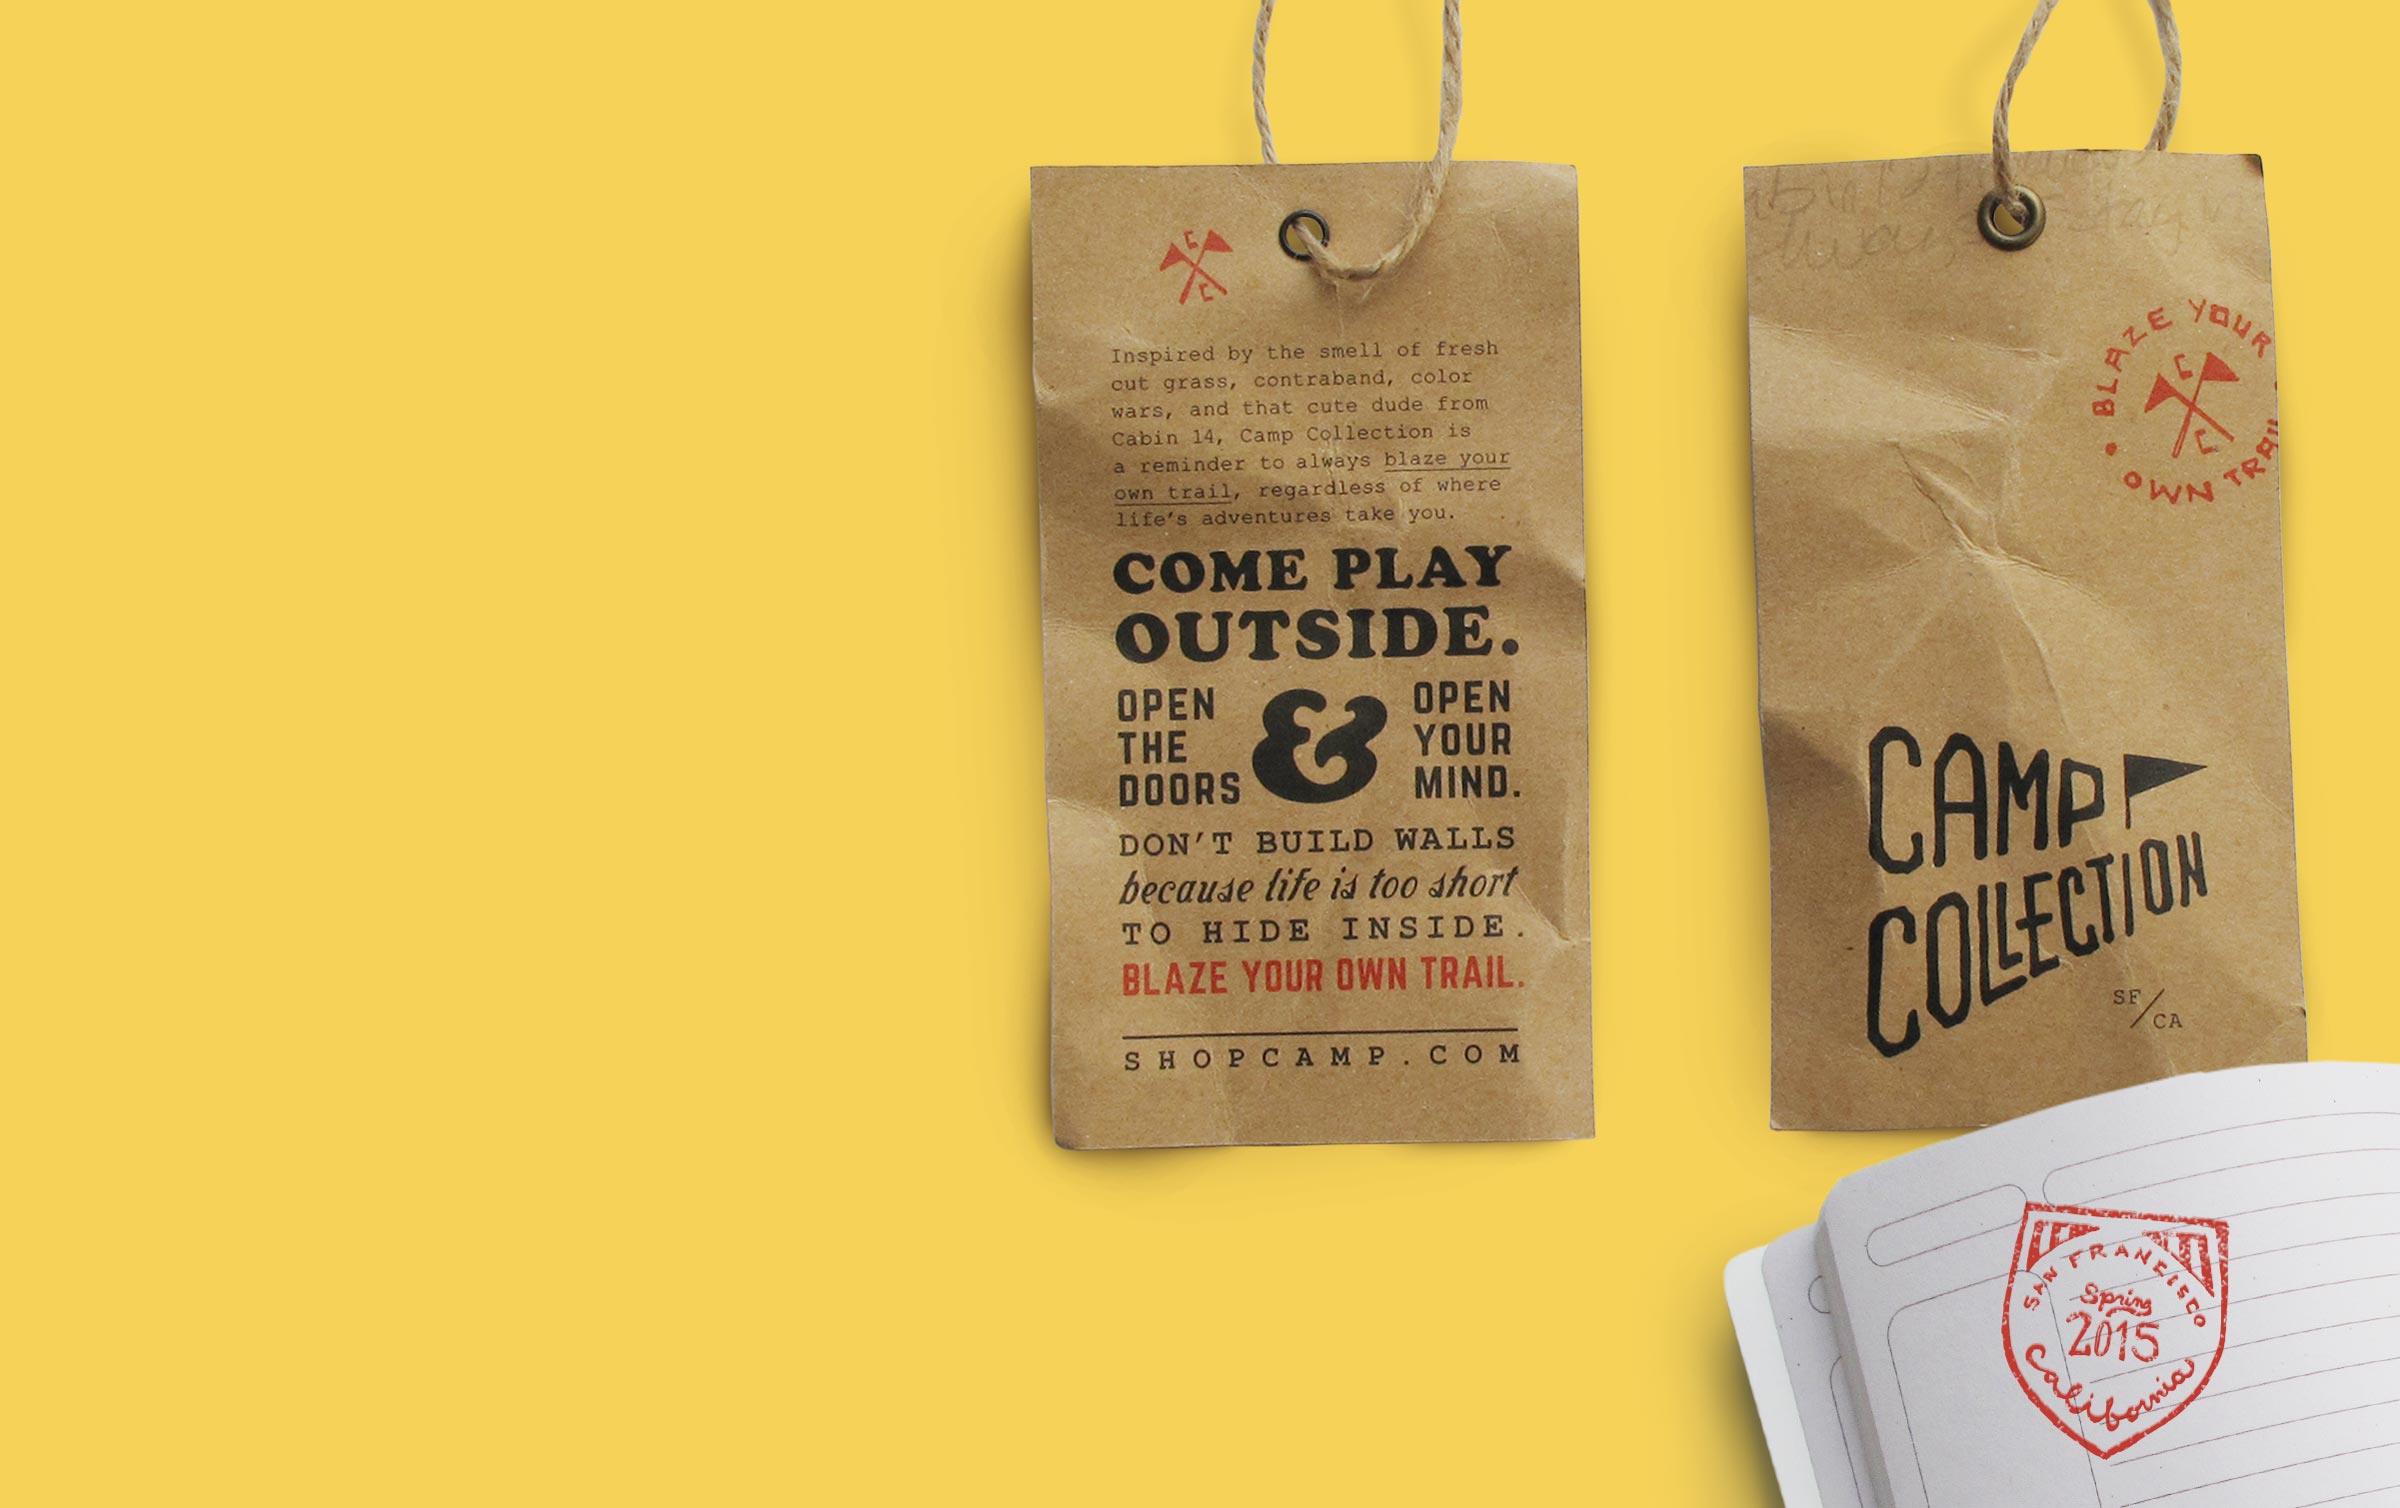 C
C
Inspired by the smell of fresh
cut grass, contraband, color
wars, and that cute dude from
Cabin 14, Camp Collection is
a reminder to always blaze your
own trail, regardless of where
life's adventures take you.
COME PLAY
OUTSIDE.
OPEN
THE
DOORS
&
OPEN
YOUR
MIND.
DON'T BUILD WALLS
because life is too short
TO HIDE INSIDE.
BLAZE YOUR OWN TRAIL.
SHOPCAMP.COM
BLAZE YOUR
OWN TRAIL
C
C
CAMP
COLLECTION
SF/CA
SAN FRANCISCO
Spring
2015
California